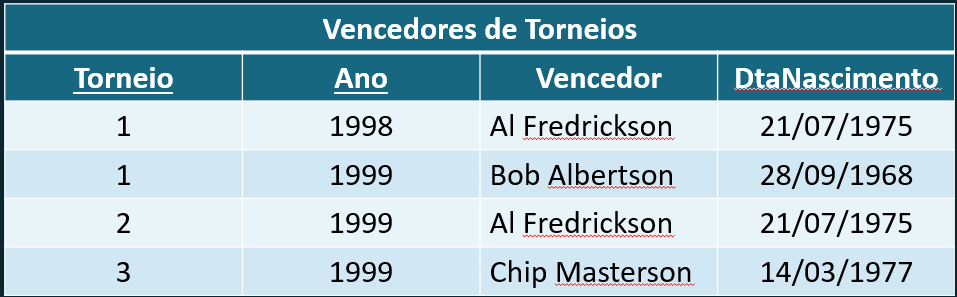 Vencedores de Torneios
Torneio Ano Vencedor DtaNascimento
1 1998 Al Fredrickson 21/07/1975
1 1999 Bob Albertson 28/09/1968
2 1999 Al Fredrickson 21/07/1975
3 1999 Chip Masterson 14/03/1977